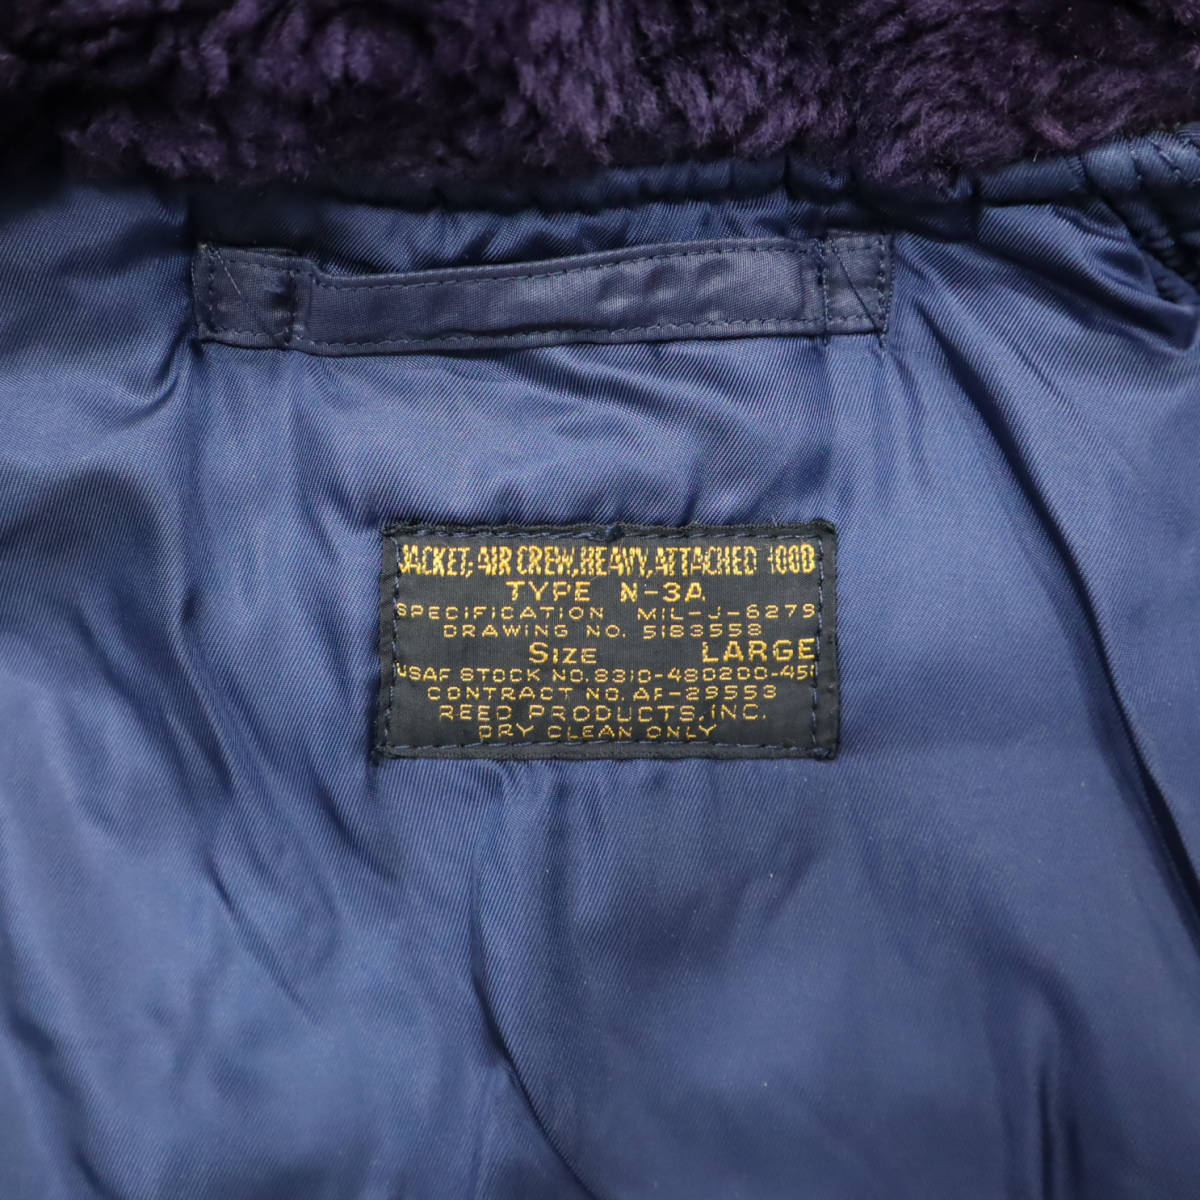 JACKET; AIR CREW, HEAVY, ATTACHED HOOD
TYPE N-3A
SPECIFICATION MIL-J-6279
DRAWING NO. 5183558
SIZE LARGE
USAF STOCK NO. 8310-480200-451
CONTRACT NO. AF-29553
REED PRODUCTS, INC.
DRY CLEAN ONLY